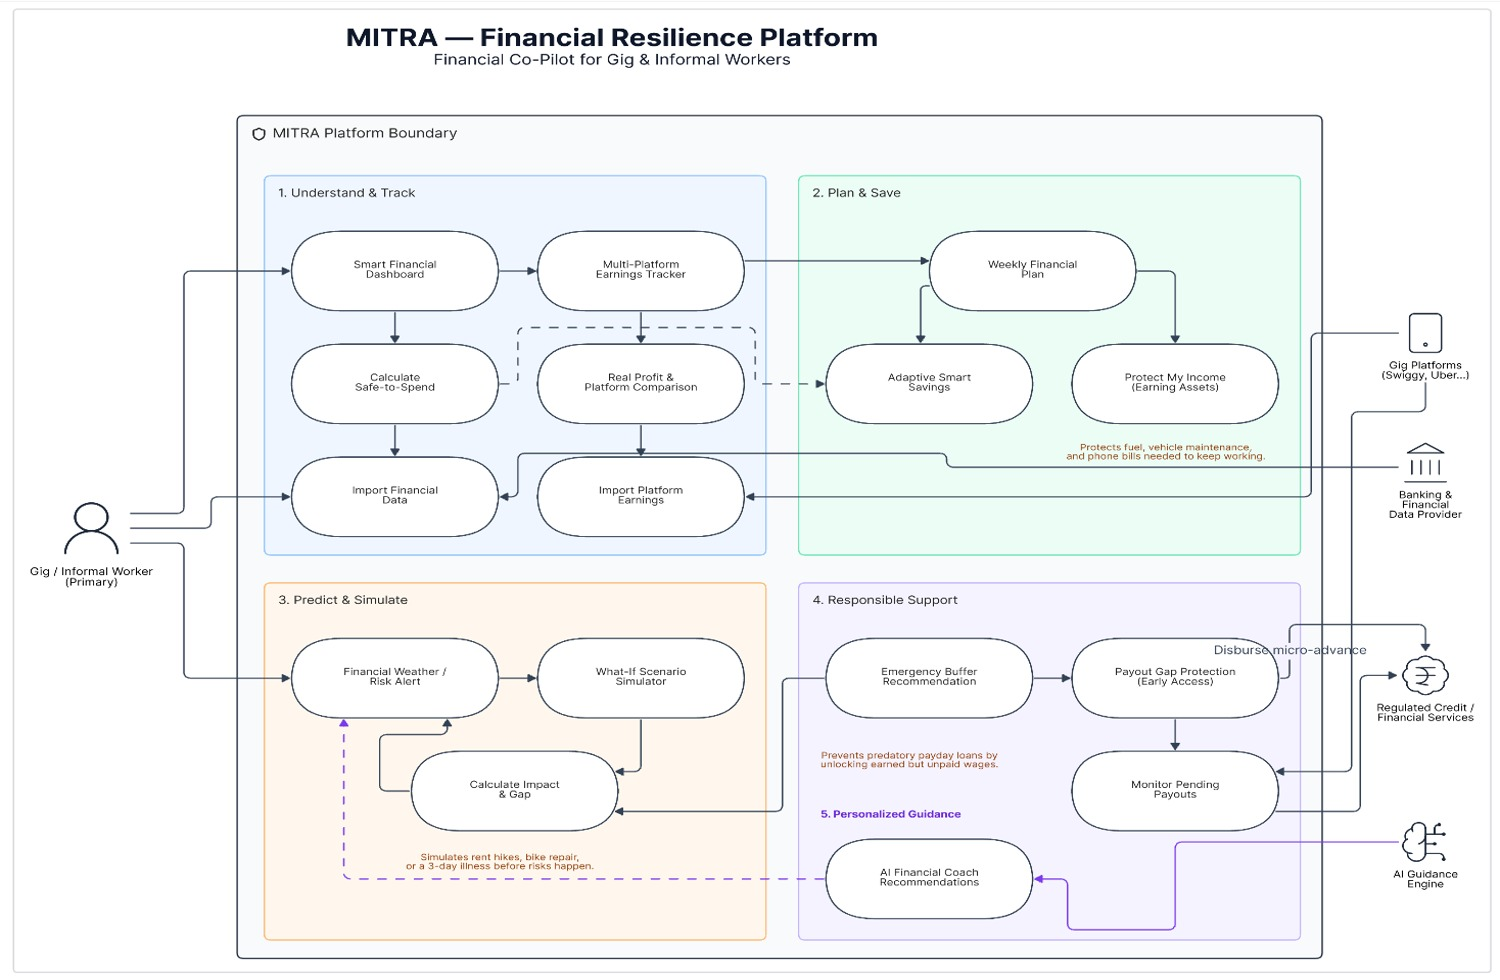 MITRA — Financial Resilience Platform
Financial Co-Pilot for Gig & Informal Workers
MITRA Platform Boundary
1. Understand & Track
Smart Financial
Dashboard
Multi-Platform
Earnings Tracker
Calculate
Safe-to-Spend
Real Profit &
Platform Comparison
Import Financial
Data
Import Platform
Earnings
2. Plan & Save
Weekly Financial
Plan
Adaptive Smart
Savings
Protect My Income
(Earning Assets)
Protects fuel, vehicle maintenance,
and phone bills needed to keep working.
Gig / Informal Worker
(Primary)
Gig Platforms
(Swiggy, Uber...)
Banking &
Financial
Data Provider
3. Predict & Simulate
Financial Weather /
Risk Alert
What-If Scenario
Simulator
Calculate Impact
& Gap
Simulates rent hikes, bike repair,
or a 3-day illness before risks happen.
4. Responsible Support
Emergency Buffer
Recommendation
Payout Gap Protection
(Early Access)
Disburse micro-advance
Prevents predatory payday loans by
unlocking earned but unpaid wages.
Monitor Pending
Payouts
5. Personalized Guidance
AI Financial Coach
Recommendations
Regulated Credit /
Financial Services
AI Guidance
Engine